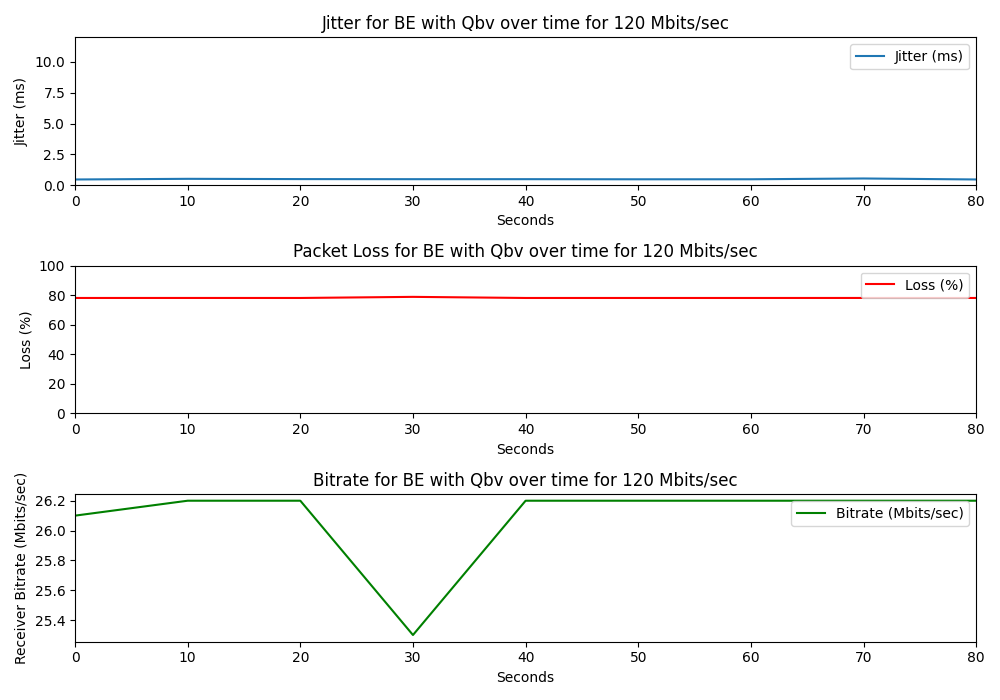 Jitter for BE with Qbv over time for 120 Mbits/sec
Jitter (ms)
10.0
7.5
5.0
2.5
0.0
Jitter (ms)
0 10 20 30 40 50 60 70 80
Seconds
Packet Loss for BE with Qbv over time for 120 Mbits/sec
Loss (%)
100
80
60
40
20
0
Loss (%)
0 10 20 30 40 50 60 70 80
Seconds
Bitrate for BE with Qbv over time for 120 Mbits/sec
Receiver Bitrate (Mbits/sec)
26.2
26.0
25.8
25.6
25.4
Bitrate (Mbits/sec)
0 10 20 30 40 50 60 70 80
Seconds